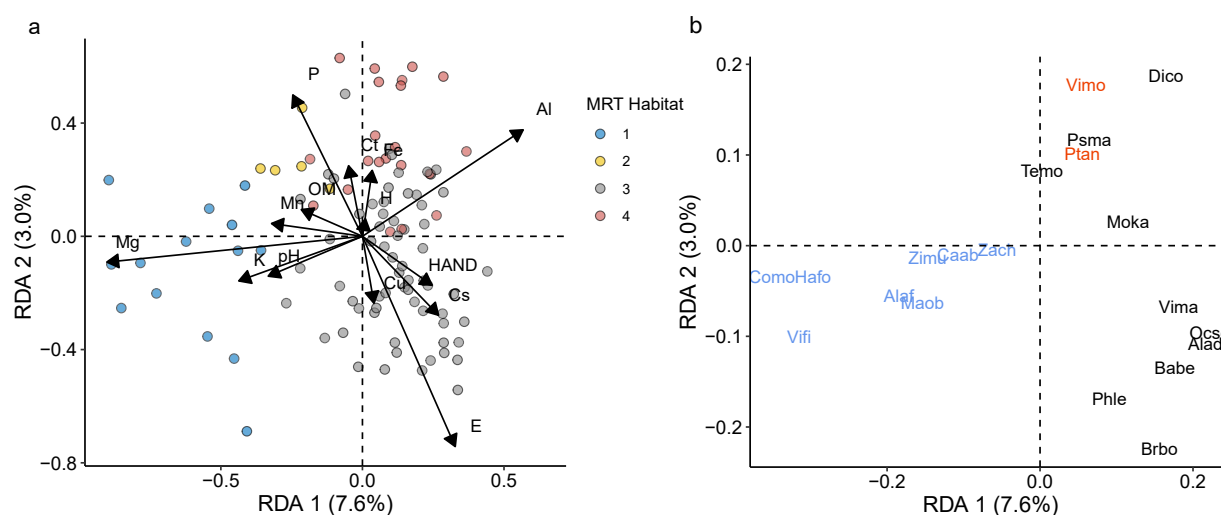 a
P
Al
0.4
Ct
Fe
OM
H
Mn
0.0
Mg
K
pH
HAND
Cu
Cs
−0.4
E
−0.8
−0.5
0.0
0.5
RDA 1 (7.6%)
RDA 2 (3.0%)
MRT Habitat
1
2
3
4
b
0.2
Vimo
Dico
Psma
0.1
Ptan
Temo
Moka
0.0
Zimu
Caab
Zach
ComoHafo
Alaf
Maob
Vima
−0.1
Vifi
Ocs
Alad
Babe
Phle
−0.2
Brbo
−0.2
0.0
0.2
RDA 1 (7.6%)
RDA 2 (3.0%)